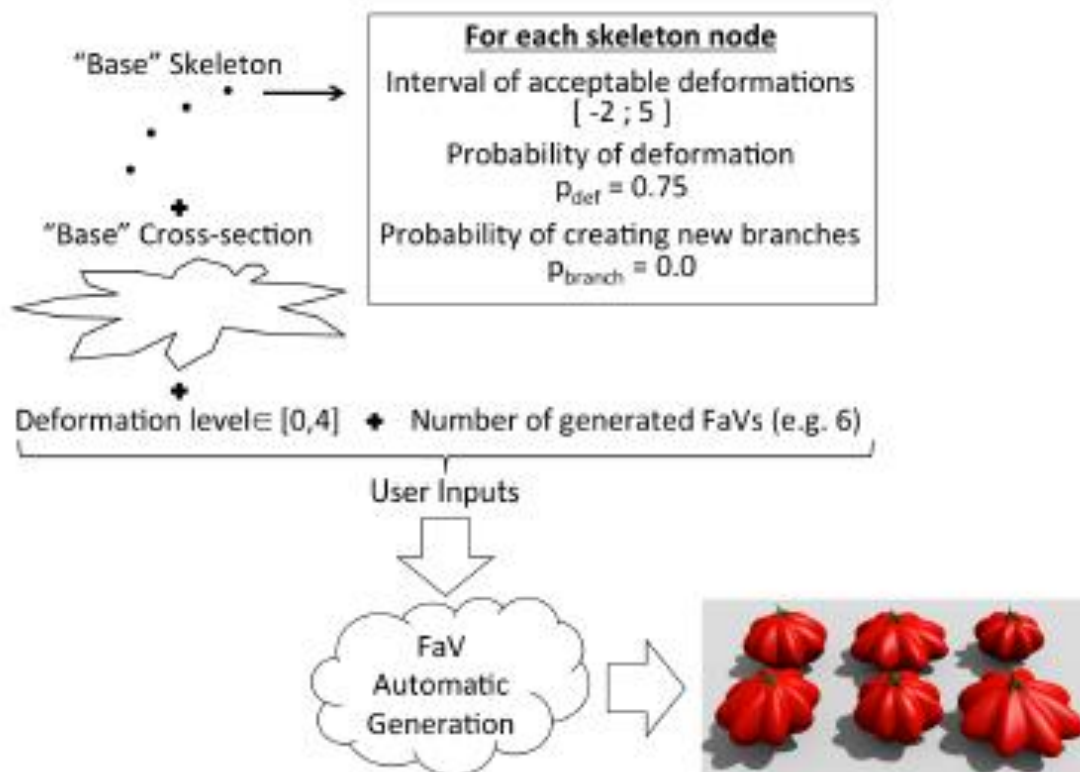 "Base" Skeleton
For each skeleton node
Interval of acceptable deformations
[ -2 ; 5 ]
Probability of deformation
p_def = 0.75
Probability of creating new branches
p_branch = 0.0
"Base" Cross-section
Deformation level∈ [0,4] + Number of generated FaVs (e.g. 6)
User Inputs
FaV
Automatic
Generation